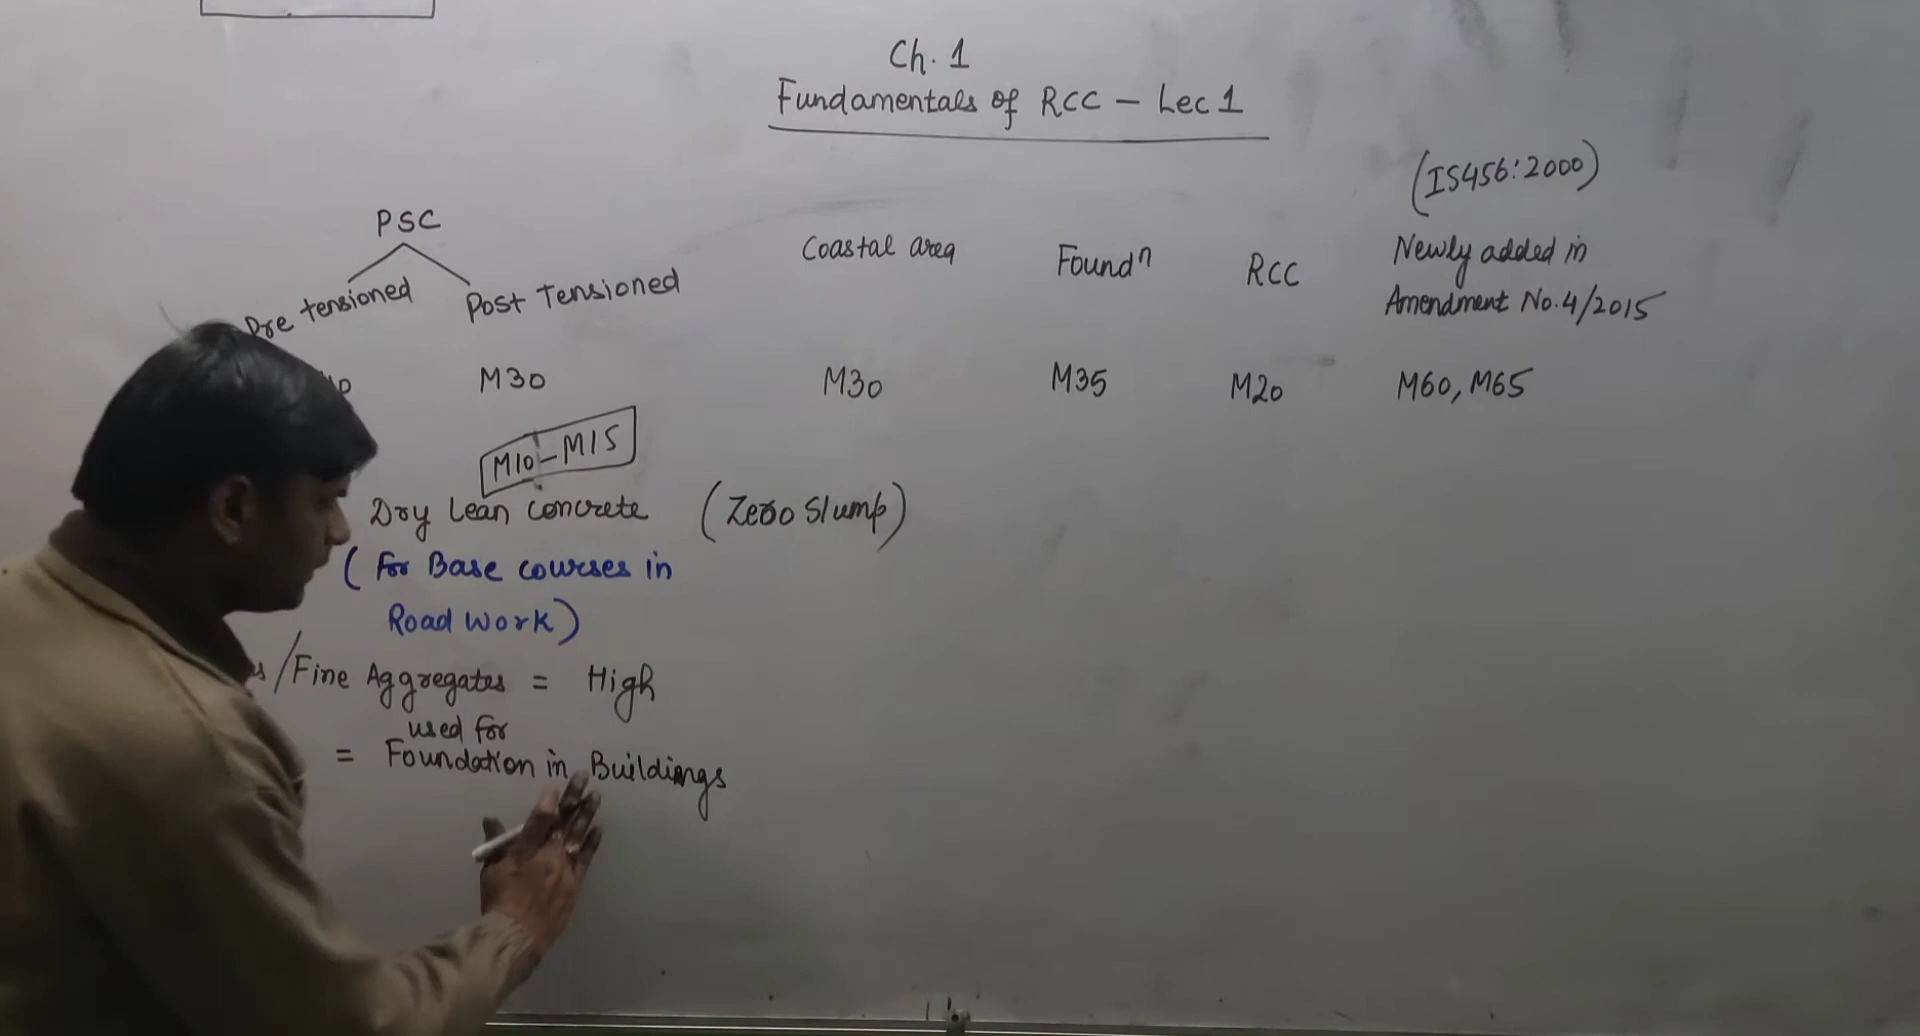 Ch. 1
Fundamentals of RCC - Lec 1
(IS456:2000)
PSC
Pre tensioned
Post Tensioned
Coastal area
Foundⁿ
RCC
Newly added in
Amendment No.4/2015
M30
M30
M35
M20
M60, M65
M10-M15
Dry Lean Concrete (Zero Slump)
(For Base courses in
Road Work)
/Fine Aggregates = High
used for
= Foundation in Buildings